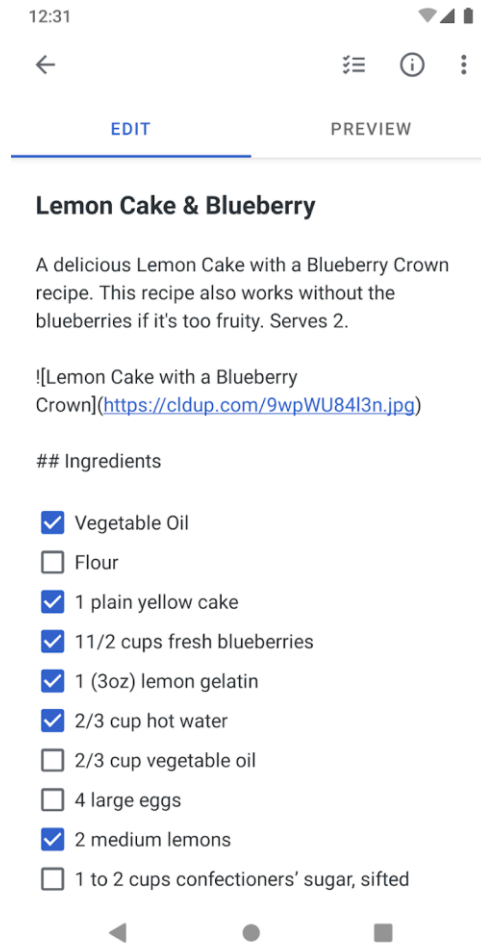 12:31
EDIT PREVIEW
Lemon Cake & Blueberry
A delicious Lemon Cake with a Blueberry Crown
recipe. This recipe also works without the
blueberries if it's too fruity. Serves 2.
![Lemon Cake with a Blueberry
Crown](https://cldup.com/9wpWU84l3n.jpg)
## Ingredients
Vegetable Oil
Flour
1 plain yellow cake
11/2 cups fresh blueberries
1 (3oz) lemon gelatin
2/3 cup hot water
2/3 cup vegetable oil
4 large eggs
2 medium lemons
1 to 2 cups confectioners’ sugar, sifted